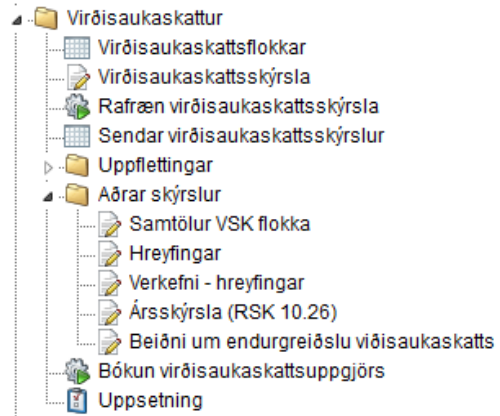 Virðisaukaskattur
Virðisaukaskattsflokkar
Virðisaukaskattsskýrsla
Rafræn virðisaukaskattsskýrsla
Sendar virðisaukaskattsskýrslur
Uppflettingar
Aðrar skýrslur
Samtölur VSK flokka
Hreyfingar
Verkefni - hreyfingar
Ársskýrsla (RSK 10.26)
Beiðni um endurgreiðslu viðisaukaskatts
Bókun virðisaukaskattsuppgjörs
Uppsetning